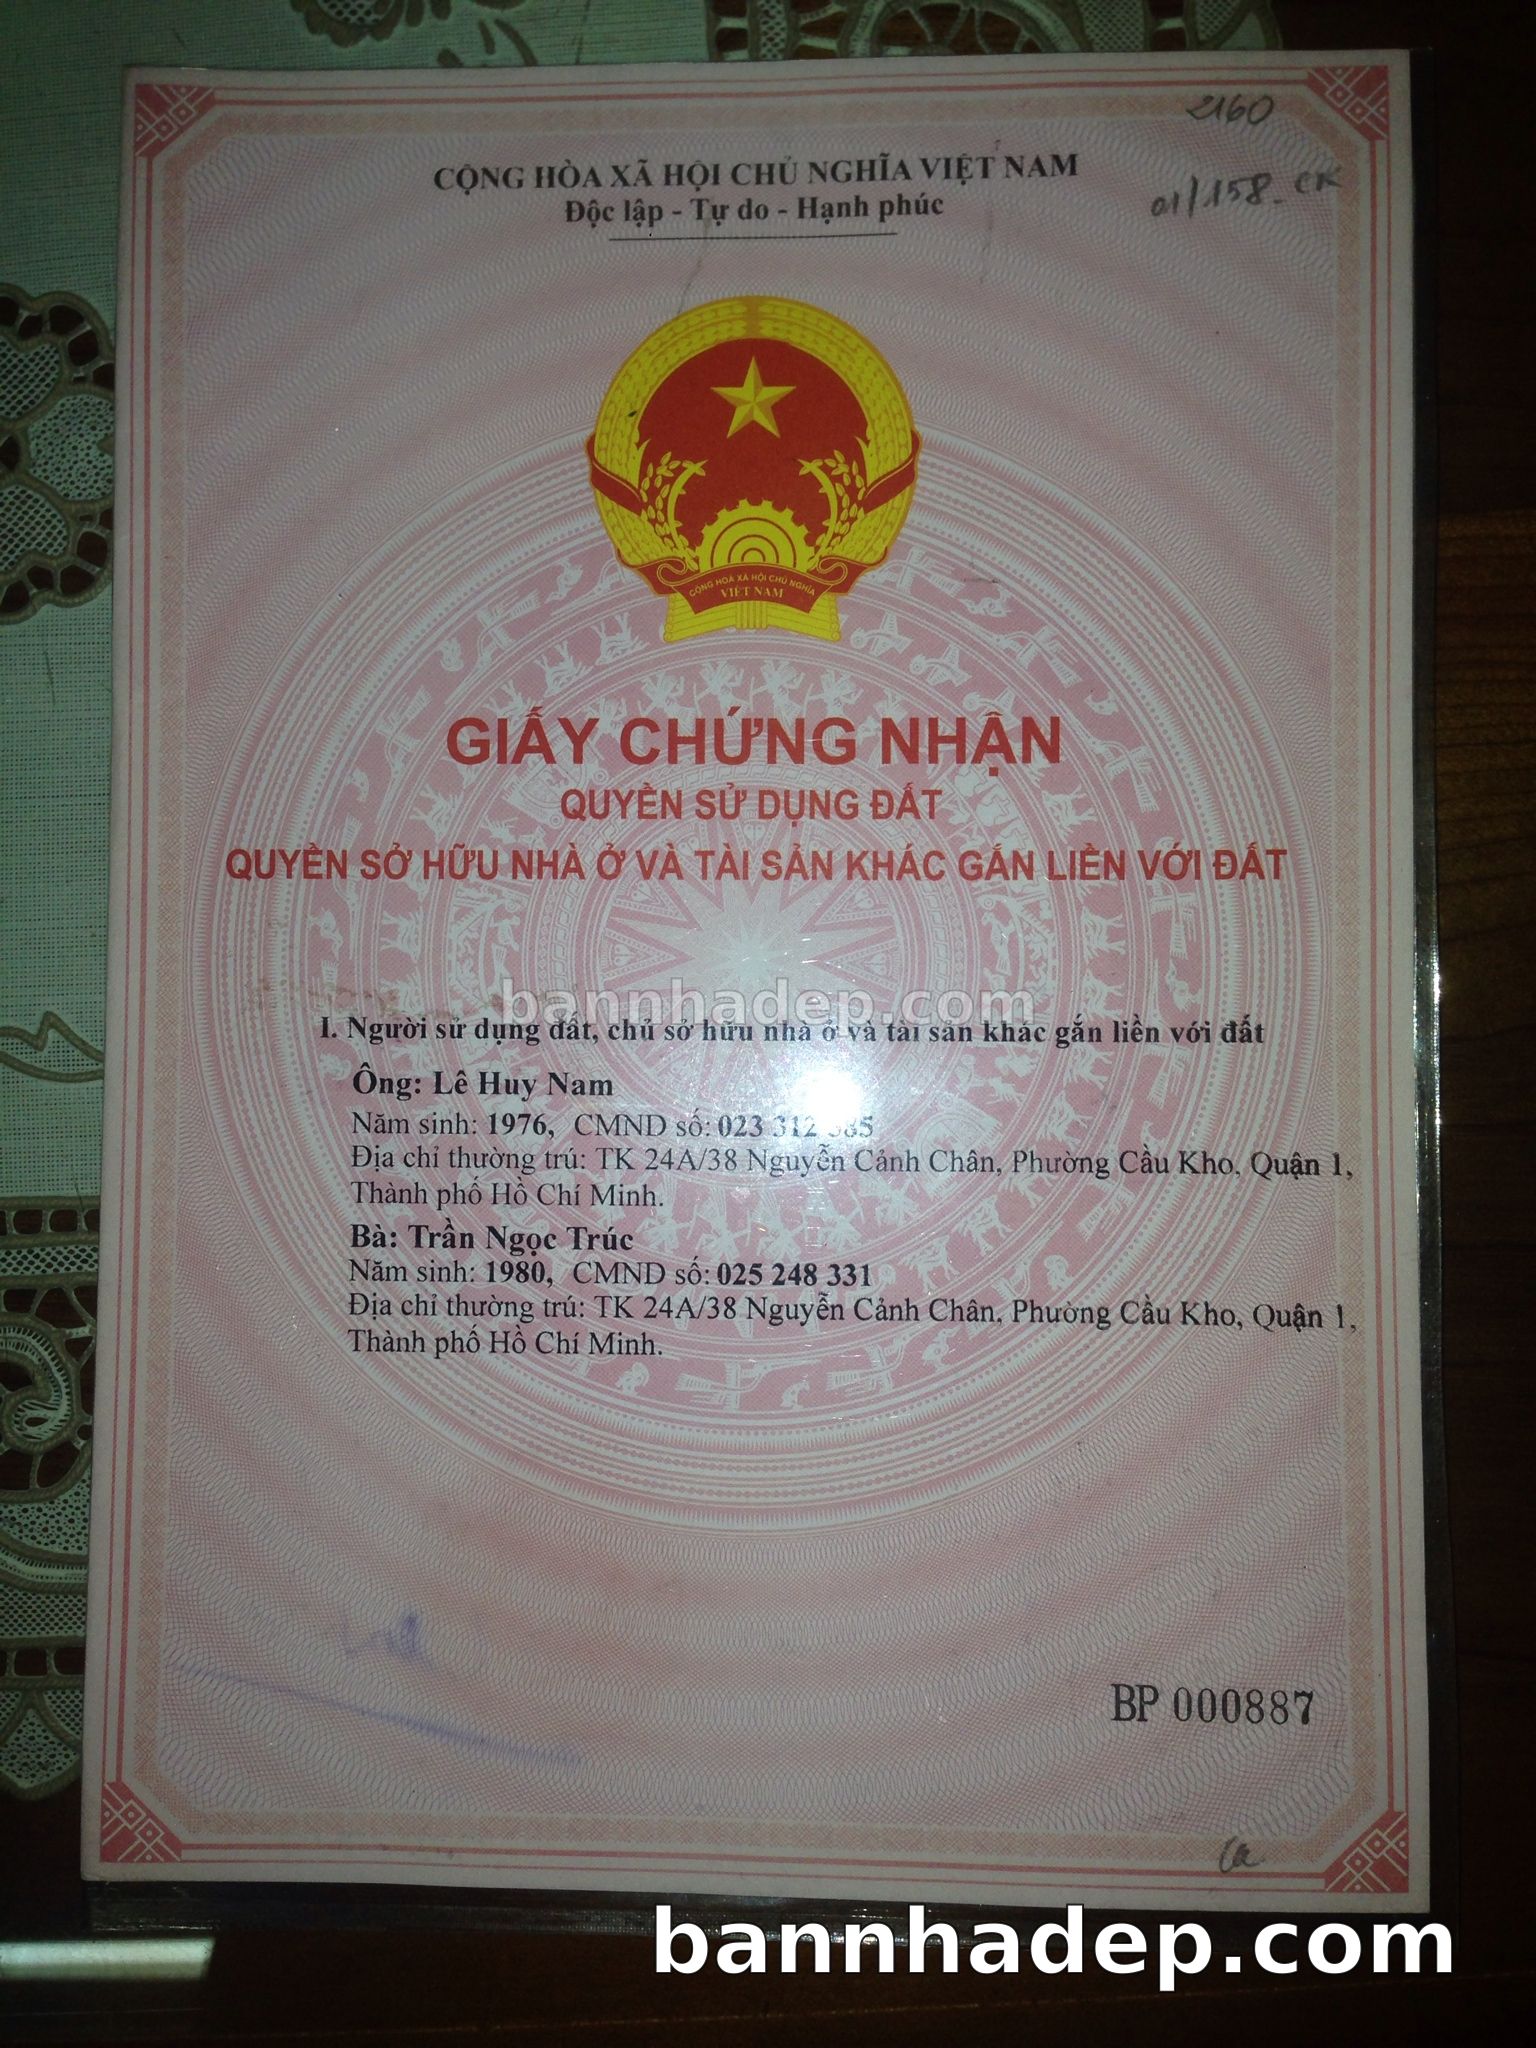 2160
CỘNG HÒA XÃ HỘI CHỦ NGHĨA VIỆT NAM
01/158_CK
Độc lập - Tự do - Hạnh phúc
CỘNG HOÀ XÃ HỘI CHỦ NGHĨA
VIỆT NAM
GIẤY CHỨNG NHẬN
QUYỀN SỬ DỤNG ĐẤT
QUYỀN SỞ HỮU NHÀ Ở VÀ TÀI SẢN KHÁC GẮN LIỀN VỚI ĐẤT
bannhadep.com
I. Người sử dụng đất, chủ sở hữu nhà ở và tài sản khác gắn liền với đất
Ông: Lê Huy Nam
Năm sinh: 1976, CMND số: 023 312
Địa chỉ thường trú: TK 24A/38 Nguyễn Cảnh Chân, Phường Cầu Kho, Quận 1,
Thành phố Hồ Chí Minh.
Bà: Trần Ngọc Trúc
Năm sinh: 1980, CMND số: 025 248 331
Địa chỉ thường trú: TK 24A/38 Nguyễn Cảnh Chân, Phường Cầu Kho, Quận 1,
Thành phố Hồ Chí Minh.
BP 000887
bannhadep.com